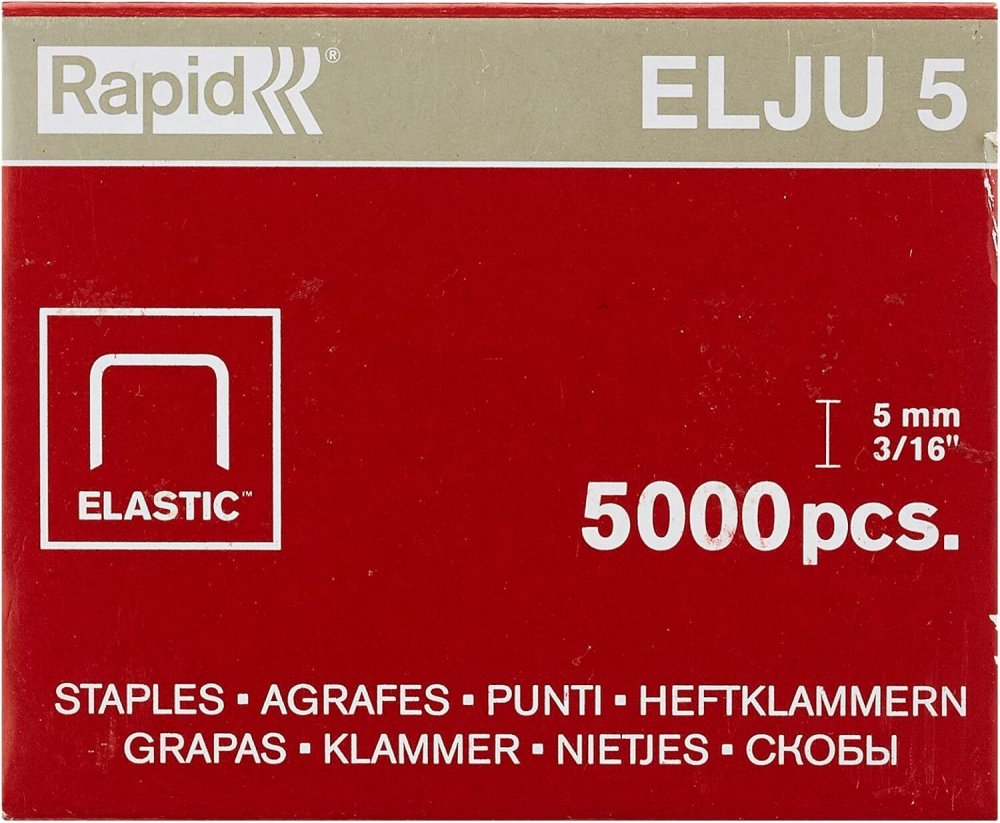 Rapid®
ELJU 5
ELASTIC™
5 mm
3/16"
5000 pcs.
STAPLES ▪ AGRAFES ▪ PUNTI ▪ HEFTKLAMMERN
GRAPAS ▪ KLAMMER ▪ NIETJES ▪ СКОБЫ